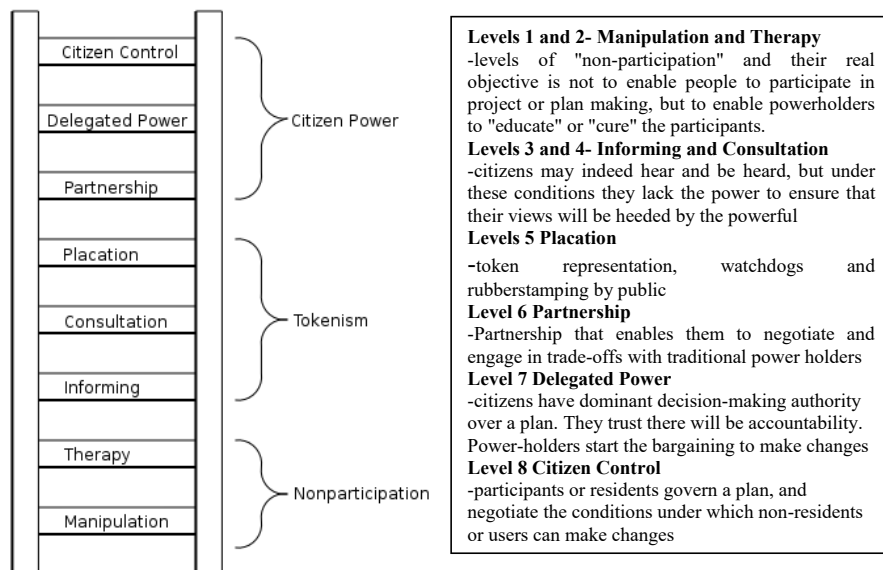 Citizen Control
Delegated Power
Citizen Power
Partnership
Placation
Consultation
Tokenism
Informing
Therapy
Nonparticipation
Manipulation
Levels 1 and 2- Manipulation and Therapy
-levels of "non-participation" and their real
objective is not to enable people to participate in
project or plan making, but to enable powerholders
to "educate" or "cure" the participants.
Levels 3 and 4- Informing and Consultation
-citizens may indeed hear and be heard, but under
these conditions they lack the power to ensure that
their views will be heeded by the powerful
Levels 5 Placation
-token representation, watchdogs and
rubberstamping by public
Level 6 Partnership
-Partnership that enables them to negotiate and
engage in trade-offs with traditional power holders
Level 7 Delegated Power
-citizens have dominant decision-making authority
over a plan. They trust there will be accountability.
Power-holders start the bargaining to make changes
Level 8 Citizen Control
-participants or residents govern a plan, and
negotiate the conditions under which non-residents
or users can make changes